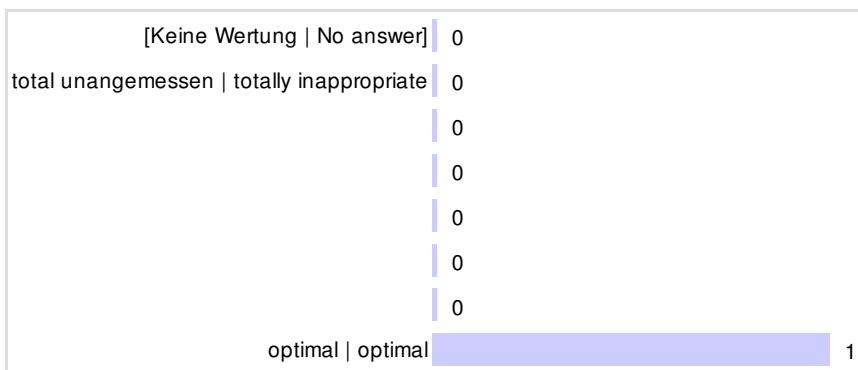 [Keine Wertung | No answer] 0
total unangemessen | totally inappropriate 0
0
0
0
0
0
optimal | optimal 1